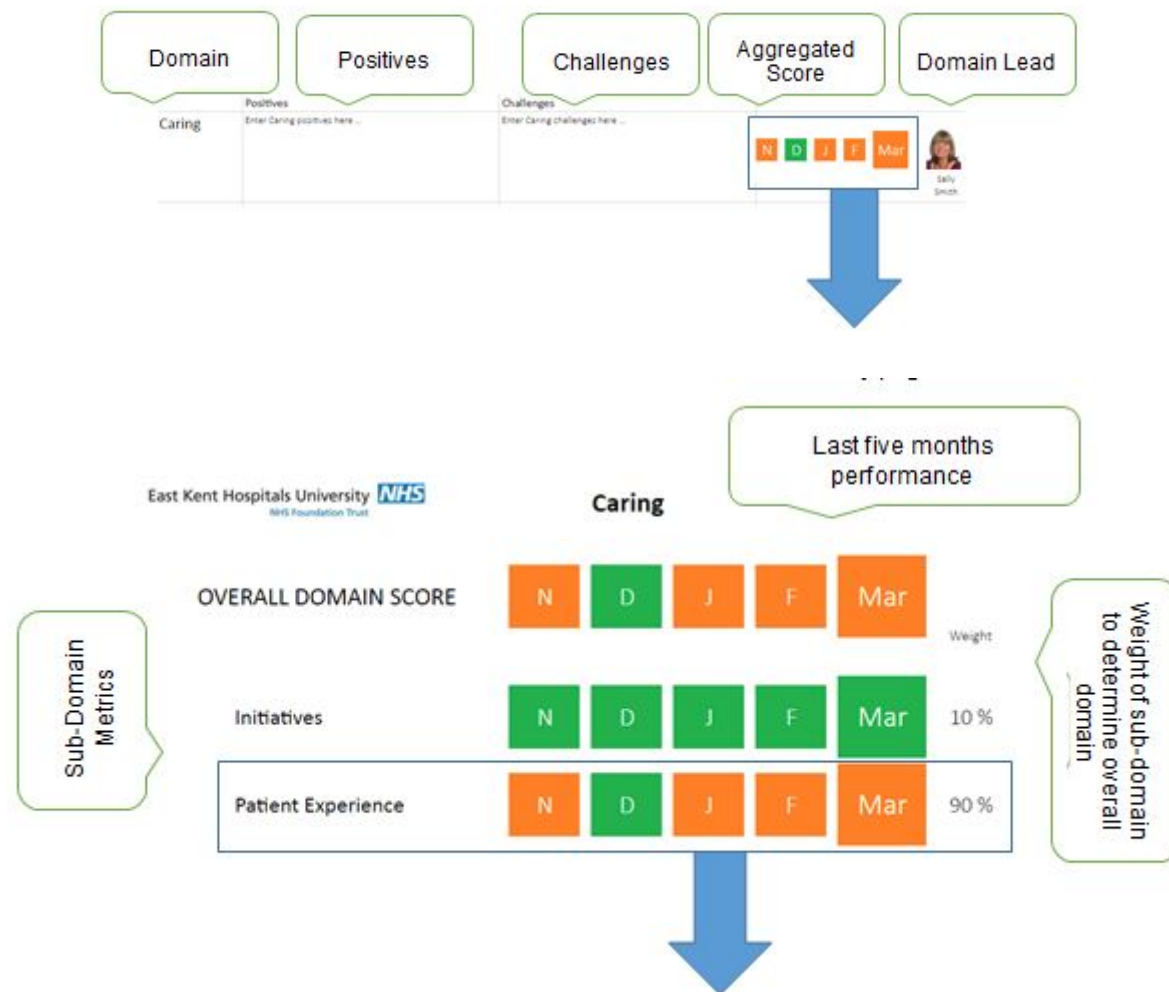 Domain
Positives
Challenges
Aggregated
Score
Domain Lead
Positives
Challenges
Caring
Enter Caring positives here ...
Enter Caring challenges here ...
N D J F Mar
Sally
Smith
Last five months
performance
East Kent Hospitals University NHS
NHS Foundation Trust
Caring
OVERALL DOMAIN SCORE N D J F Mar
Weight
Sub-Domain
Metrics
Weight of sub-domain
to determine overall
domain
Initiatives N D J F Mar 10 %
Patient Experience N D J F Mar 90 %